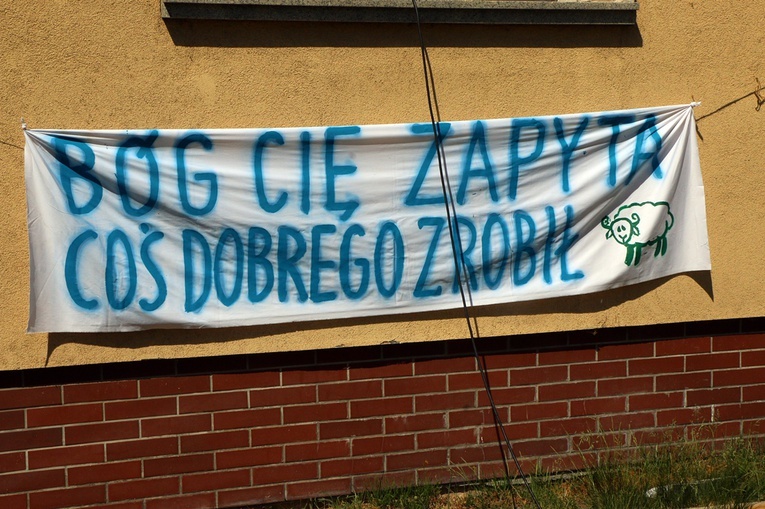 BÓG CIĘ ZAPYTA
COŚ DOBREGO ZROBIŁ